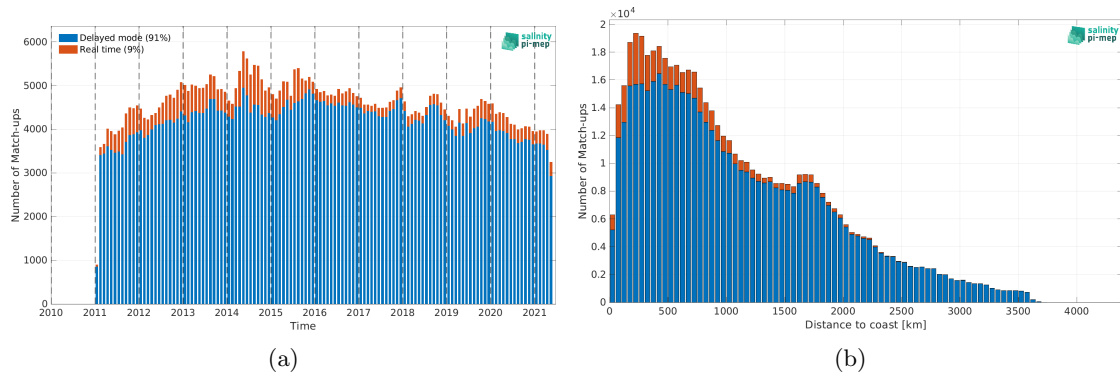 Delayed mode (91%)
Real time (9%)
salinity
pi-mep
6000
5000
4000
3000
2000
1000
0
2010 2011 2012 2013 2014 2015 2016 2017 2018 2019 2020 2021
Number of Match-ups
Time
(a)
×10⁴
salinity
pi-mep
2
1.8
1.6
1.4
1.2
1
0.8
0.6
0.4
0.2
0
0 500 1000 1500 2000 2500 3000 3500 4000
Number of Match-ups
Distance to coast [km]
(b)